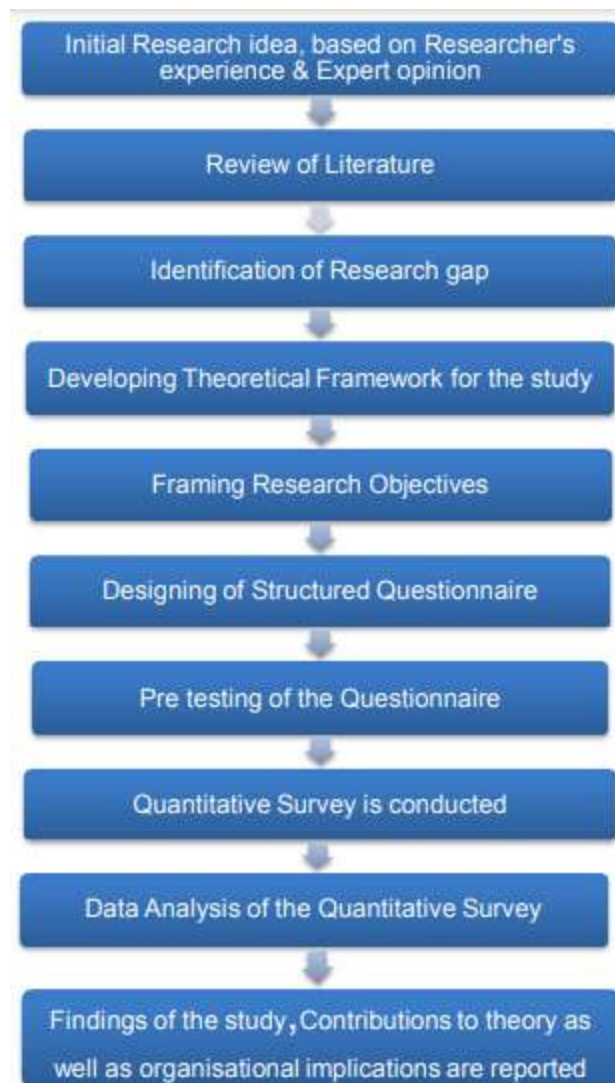 Initial Research idea, based on Researcher's
experience & Expert opinion
Review of Literature
Identification of Research gap
Developing Theoretical Framework for the study
Framing Research Objectives
Designing of Structured Questionnaire
Pre testing of the Questionnaire
Quantitative Survey is conducted
Data Analysis of the Quantitative Survey
Findings of the study, Contributions to theory as
well as organisational implications are reported